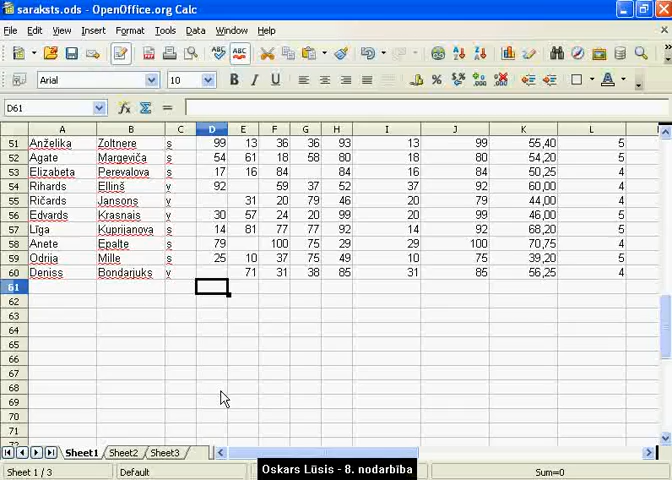 saraksts.ods - OpenOffice.org Calc
File Edit View Insert Format Tools Data Window Help
Arial 10
D61
A B C D E F G H I J K L
51 Anželika Zoltnere s 99 13 36 36 93 13 99 55,40 5
52 Agate Margeviča s 54 61 18 58 80 18 80 54,20 5
53 Elizabeta Perevalova s 17 16 84 84 16 84 50,25 4
54 Rihards Elliņš v 92 59 37 52 37 92 60,00 4
55 Ričards Jansons v 31 20 79 46 20 79 44,00 4
56 Edvards Krasnais v 30 57 24 20 99 20 99 46,00 5
57 Līga Kuprijanova s 14 81 77 77 92 14 92 68,20 5
58 Anete Epalte s 79 100 75 29 29 100 70,75 4
59 Odrija Mille s 25 10 37 75 49 10 75 39,20 5
60 Deniss Bondarjuks v 71 31 38 85 31 85 56,25 4
61
62
63
64
65
66
67
68
69
70
71
Sheet1 Sheet2 Sheet3
Sheet 1 / 3 Default Sum=0
Oskars Lūsis - 8. nodarbība